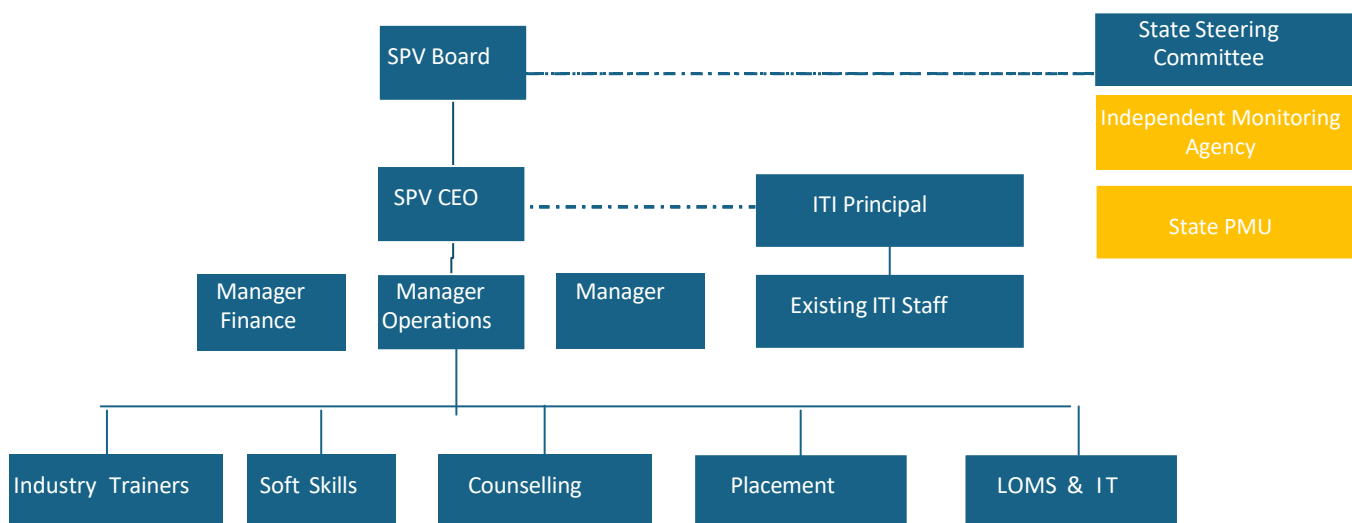 SPV Board
State Steering
Committee
Independent Monitoring
Agency
SPV CEO
ITI Principal
State PMU
Manager
Finance
Manager
Operations
Manager
Existing ITI Staff
Industry Trainers
Soft Skills
Counselling
Placement
LOMS & IT